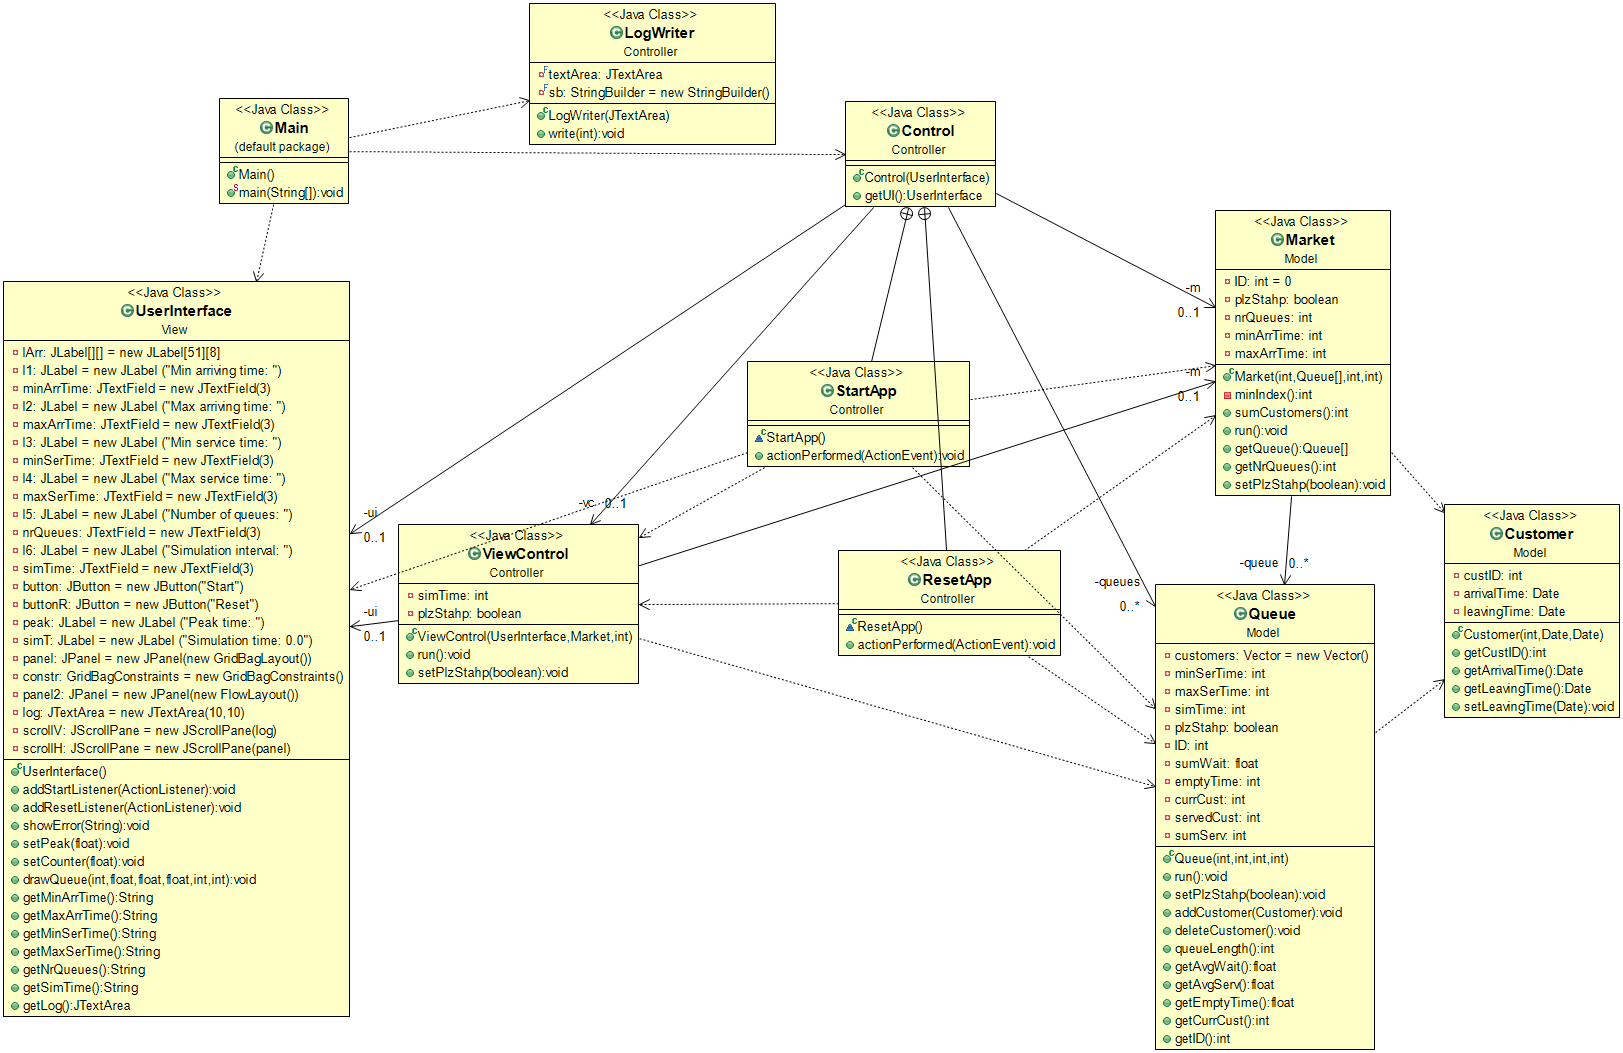 <<Java Class>>
LogWriter
Controller
textArea: JTextArea
sb: StringBuilder = new StringBuilder()
LogWriter(JTextArea)
write(int):void
<<Java Class>>
Main
(default package)
Main()
main(String[]):void
<<Java Class>>
Control
Controller
Control(UserInterface)
getUI():UserInterface
<<Java Class>>
Market
Model
ID: int = 0
plzStahp: boolean
nrQueues: int
minArrTime: int
maxArrTime: int
Market(int,Queue[],int,int)
minIndex():int
sumCustomers():int
run():void
getQueue():Queue[]
getNrQueues():int
setPlzStahp(boolean):void
-m
0..1
-m
0..1
<<Java Class>>
UserInterface
View
lArr: JLabel[][] = new JLabel[51][8]
l1: JLabel = new JLabel ("Min arriving time: ")
minArrTime: JTextField = new JTextField(3)
l2: JLabel = new JLabel ("Max arriving time: ")
maxArrTime: JTextField = new JTextField(3)
l3: JLabel = new JLabel ("Min service time: ")
minSerTime: JTextField = new JTextField(3)
l4: JLabel = new JLabel ("Max service time: ")
maxSerTime: JTextField = new JTextField(3)
l5: JLabel = new JLabel ("Number of queues: ")
nrQueues: JTextField = new JTextField(3)
l6: JLabel = new JLabel ("Simulation interval: ")
simTime: JTextField = new JTextField(3)
button: JButton = new JButton("Start")
buttonR: JButton = new JButton("Reset")
peak: JLabel = new JLabel ("Peak time: ")
simT: JLabel = new JLabel ("Simulation time: 0.0")
panel: JPanel = new JPanel(new GridBagLayout())
constr: GridBagConstraints = new GridBagConstraints()
panel2: JPanel = new JPanel(new FlowLayout())
log: JTextArea = new JTextArea(10,10)
scrollV: JScrollPane = new JScrollPane(log)
scrollH: JScrollPane = new JScrollPane(panel)
UserInterface()
addStartListener(ActionListener):void
addResetListener(ActionListener):void
showError(String):void
setPeak(float):void
setCounter(float):void
drawQueue(int,float,float,float,int,int):void
getMinArrTime():String
getMaxArrTime():String
getMinSerTime():String
getMaxSerTime():String
getNrQueues():String
getSimTime():String
getLog():JTextArea
<<Java Class>>
StartApp
Controller
StartApp()
actionPerformed(ActionEvent):void
-ui
0..1
-vc 0..1
<<Java Class>>
ViewControl
Controller
simTime: int
plzStahp: boolean
ViewControl(UserInterface,Market,int)
run():void
setPlzStahp(boolean):void
-ui
0..1
<<Java Class>>
ResetApp
Controller
ResetApp()
actionPerformed(ActionEvent):void
-queues
0..*
-queue 0..*
<<Java Class>>
Queue
Model
customers: Vector = new Vector()
minSerTime: int
maxSerTime: int
simTime: int
plzStahp: boolean
ID: int
sumWait: float
emptyTime: int
currCust: int
servedCust: int
sumServ: int
Queue(int,int,int,int)
run():void
setPlzStahp(boolean):void
addCustomer(Customer):void
deleteCustomer():void
queueLength():int
getAvgWait():float
getAvgServ():float
getEmptyTime():float
getCurrCust():int
getID():int
<<Java Class>>
Customer
Model
custID: int
arrivalTime: Date
leavingTime: Date
Customer(int,Date,Date)
getCustID():int
getArrivalTime():Date
getLeavingTime():Date
setLeavingTime(Date):void